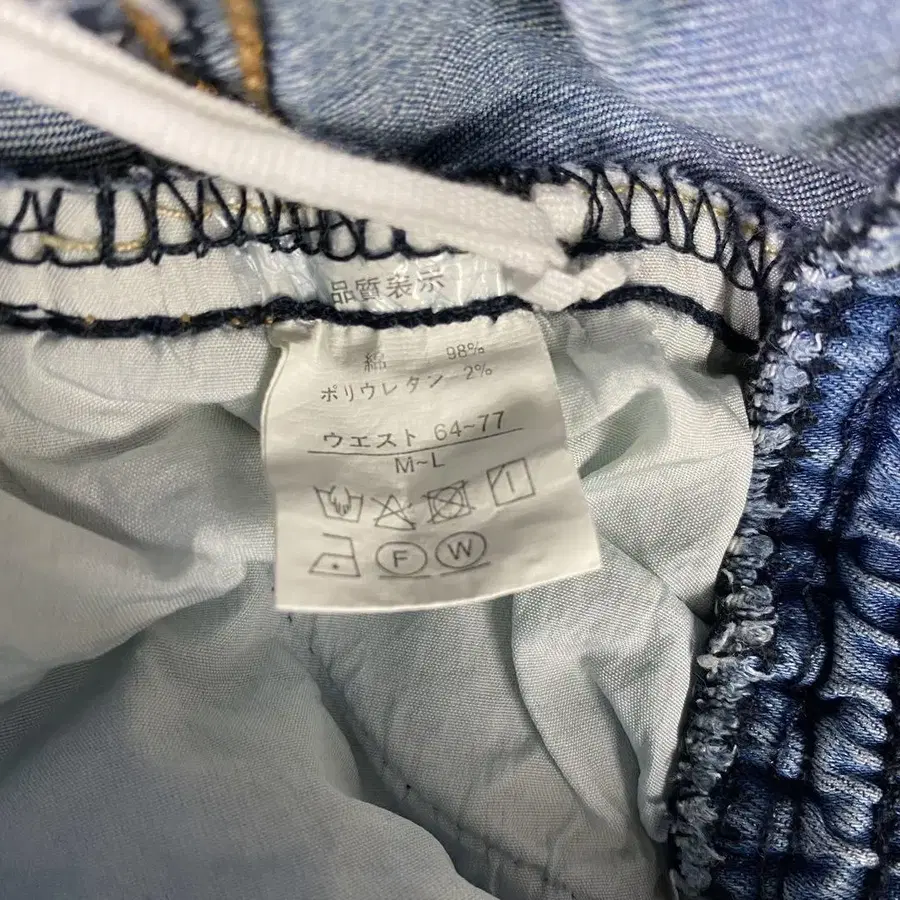 品質表示
綿 98%
ポリウレタン 2%
ウエスト 64~77
M~L
F W